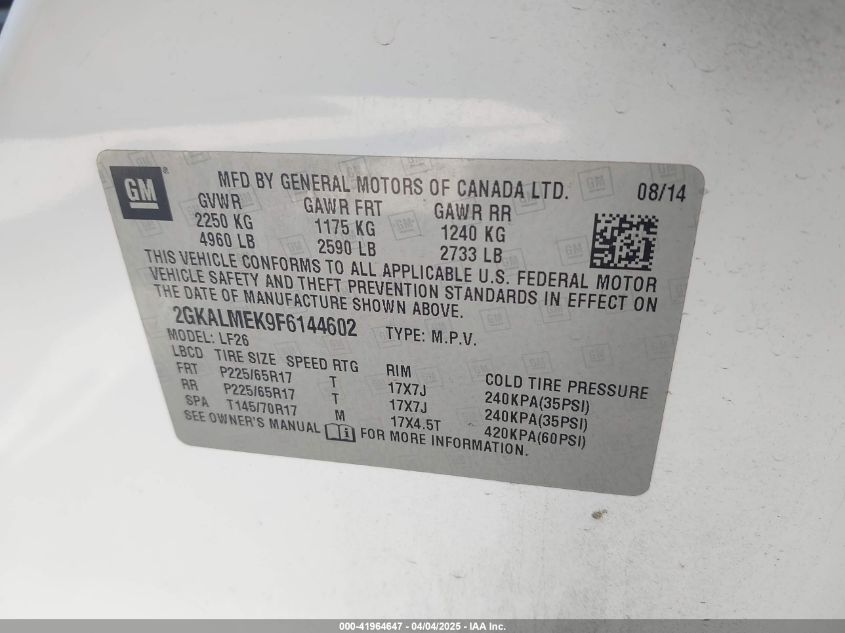 GM ®
MFD BY GENERAL MOTORS OF CANADA LTD. 08/14
GVWR GAWR FRT GAWR RR
2250 KG 1175 KG 1240 KG
4960 LB 2590 LB 2733 LB
THIS VEHICLE CONFORMS TO ALL APPLICABLE U.S. FEDERAL MOTOR
VEHICLE SAFETY AND THEFT PREVENTION STANDARDS IN EFFECT ON
THE DATE OF MANUFACTURE SHOWN ABOVE.
2GKALMEK9F6144602 TYPE: M.P.V.
MODEL: LF26
LBCD TIRE SIZE SPEED RTG RIM COLD TIRE PRESSURE
FRT P225/65R17 T 17X7J 240KPA(35PSI)
RR P225/65R17 T 17X7J 240KPA(35PSI)
SPA T145/70R17 M 17X4.5T 420KPA(60PSI)
SEE OWNER'S MANUAL FOR MORE INFORMATION.
000-41964647 - 04/04/2025 - IAA Inc.